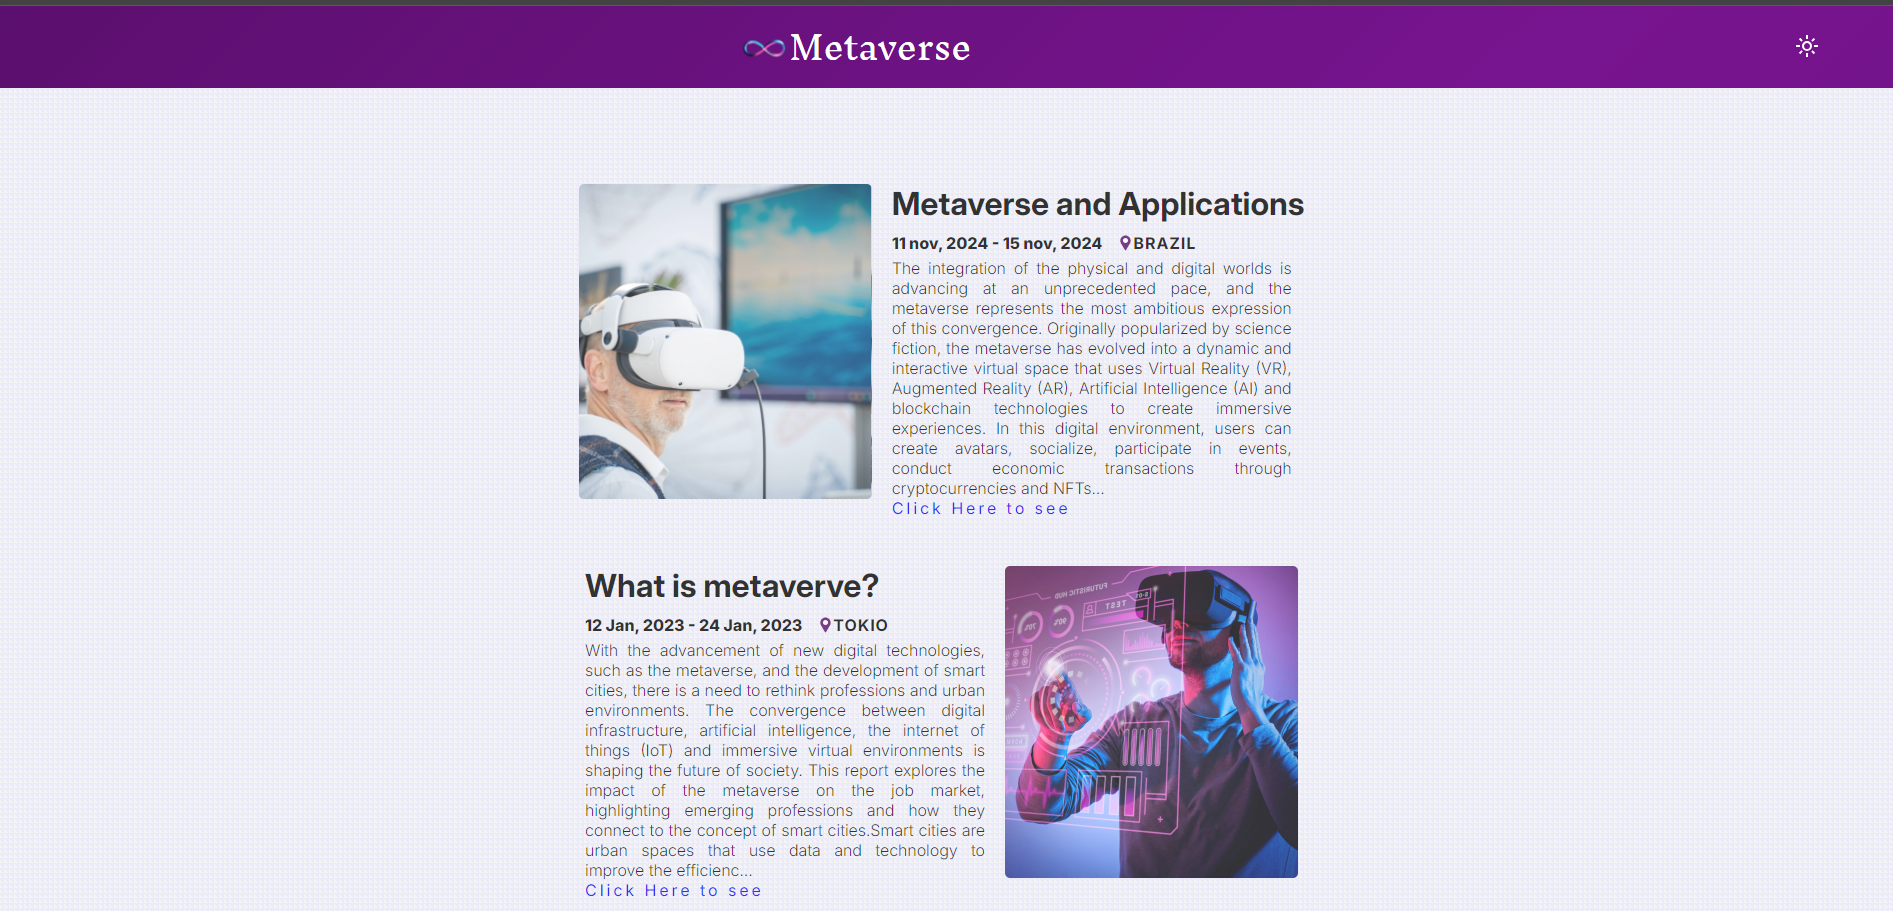 Metaverse
Metaverse and Applications
11 nov, 2024 - 15 nov, 2024 BRAZIL
The integration of the physical and digital worlds is
advancing at an unprecedented pace, and the
metaverse represents the most ambitious expression
of this convergence. Originally popularized by science
fiction, the metaverse has evolved into a dynamic and
interactive virtual space that uses Virtual Reality (VR),
Augmented Reality (AR), Artificial Intelligence (AI) and
blockchain technologies to create immersive
experiences. In this digital environment, users can
create avatars, socialize, participate in events,
conduct economic transactions through
cryptocurrencies and NFTs...
Click Here to see
What is metaverve?
12 Jan, 2023 - 24 Jan, 2023 TOKIO
With the advancement of new digital technologies,
such as the metaverse, and the development of smart
cities, there is a need to rethink professions and urban
environments. The convergence between digital
infrastructure, artificial intelligence, the internet of
things (IoT) and immersive virtual environments is
shaping the future of society. This report explores the
impact of the metaverse on the job market,
highlighting emerging professions and how they
connect to the concept of smart cities.Smart cities are
urban spaces that use data and technology to
improve the efficienc...
Click Here to see
FUTURISTIC HUD
TEST